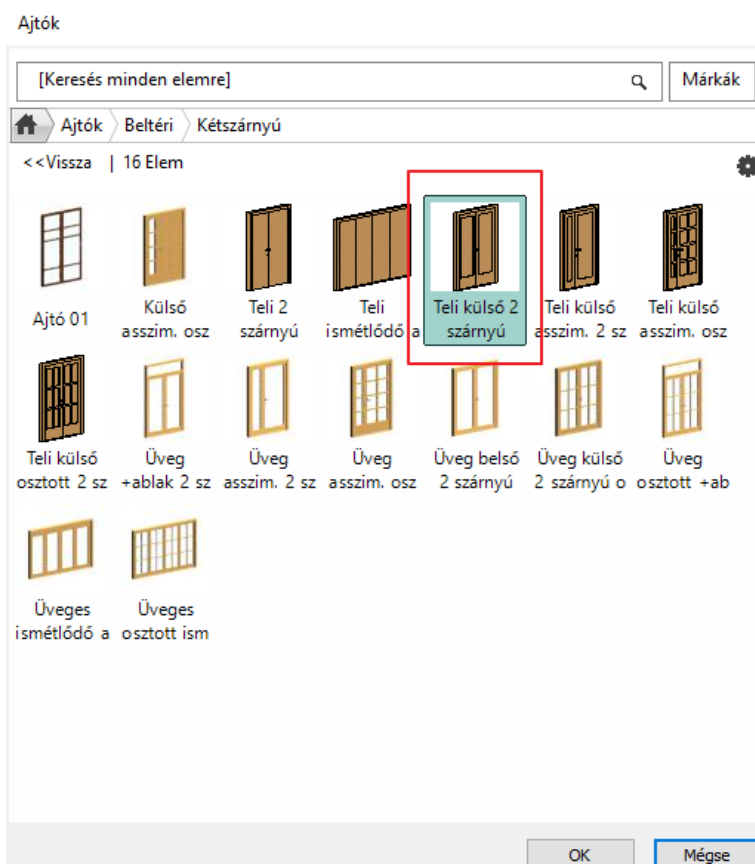 Ajtók
[Keresés minden elemre]
Márkák
Ajtók Beltéri Kétszárnyú
<<Vissza | 16 Elem
Ajtó 01
Külső
asszim. osz
Teli 2
szárnyú
Teli
ismétlődő a
Teli külső 2
szárnyú
Teli külső
asszim. 2 sz
Teli külső
asszim. osz
Teli külső
osztott 2 sz
Üveg
+ablak 2 sz
Üveg
asszim. 2 sz
Üveg
asszim. osz
Üveg belső
2 szárnyú
Üveg külső
2 szárnyú o
Üveg
osztott +ab
Üveges
ismétlődő a
Üveges
osztott ism
OK
Mégse